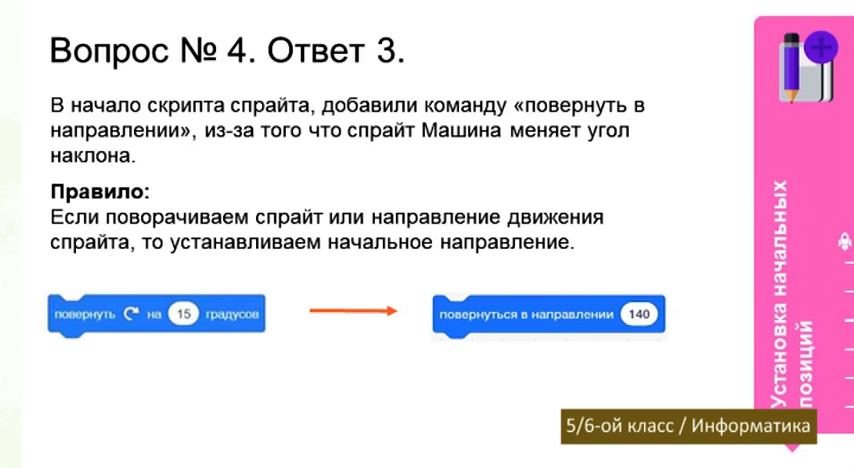 Вопрос № 4. Ответ 3.
В начало скрипта спрайта, добавили команду «повернуть в
направлении», из-за того что спрайт Машина меняет угол
наклона.
Правило:
Если поворачиваем спрайт или направление движения
спрайта, то устанавливаем начальное направление.
повернуть на 15 градусов
повернуться в направлении 140
Установка начальных
позиций
5/6-ой класс / Информатика